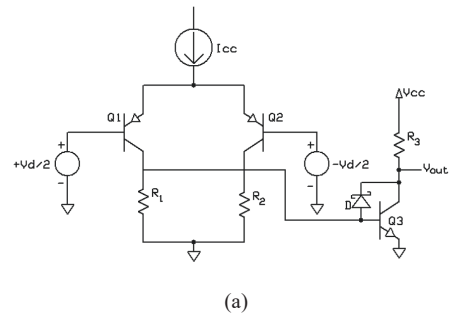 Icc
Q1
Q2
Vcc
R3
+Vd/2
+
-
+
-
-Vd/2
Vout
R1
R2
D
Q3
(a)